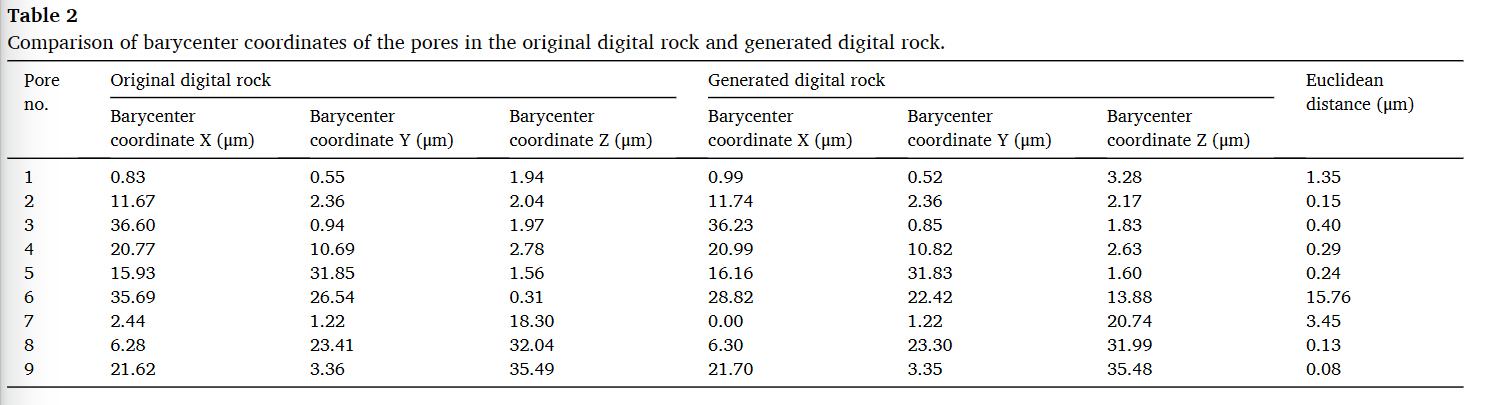 Table 2
Comparison of barycenter coordinates of the pores in the original digital rock and generated digital rock.
Pore no. Original digital rock Generated digital rock Euclidean distance (μm)
Barycenter coordinate X (μm) Barycenter coordinate Y (μm) Barycenter coordinate Z (μm) Barycenter coordinate X (μm) Barycenter coordinate Y (μm) Barycenter coordinate Z (μm)
1 0.83 0.55 1.94 0.99 0.52 3.28 1.35
2 11.67 2.36 2.04 11.74 2.36 2.17 0.15
3 36.60 0.94 1.97 36.23 0.85 1.83 0.40
4 20.77 10.69 2.78 20.99 10.82 2.63 0.29
5 15.93 31.85 1.56 16.16 31.83 1.60 0.24
6 35.69 26.54 0.31 28.82 22.42 13.88 15.76
7 2.44 1.22 18.30 0.00 1.22 20.74 3.45
8 6.28 23.41 32.04 6.30 23.30 31.99 0.13
9 21.62 3.36 35.49 21.70 3.35 35.48 0.08